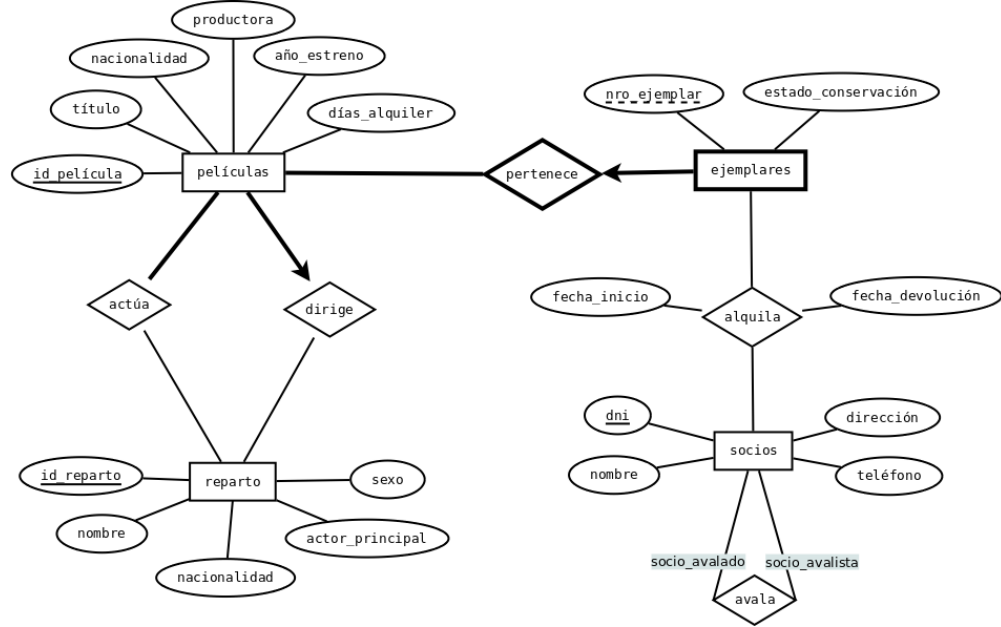 productora
nacionalidad
año_estreno
título
días_alquiler
id_película
películas
pertenece
nro_ejemplar
estado_conservación
ejemplares
actúa
dirige
fecha_inicio
fecha_devolución
alquila
id_reparto
reparto
sexo
nombre
actor_principal
nacionalidad
dni
dirección
socios
nombre
teléfono
socio_avalado
socio_avalista
avala